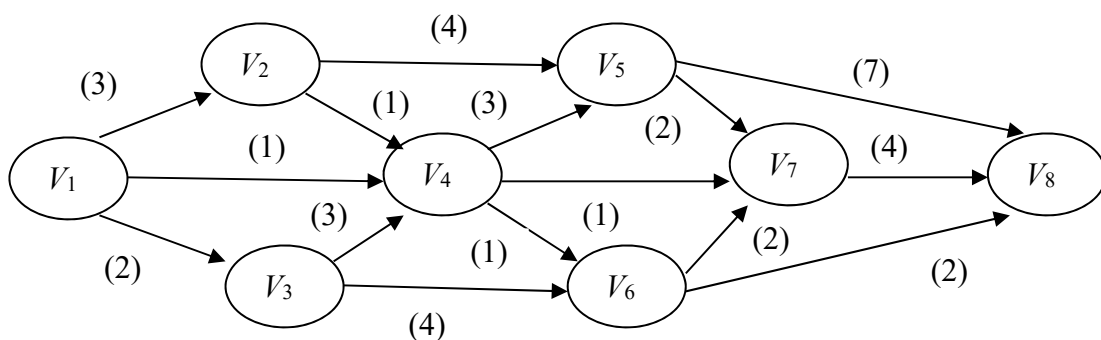 (4)
V2
V5
(7)
(3)
(1)
(3)
(2)
(1)
V7
(4)
V1
V4
V8
(3)
(1)
(2)
(1)
(2)
(2)
V3
V6
(4)